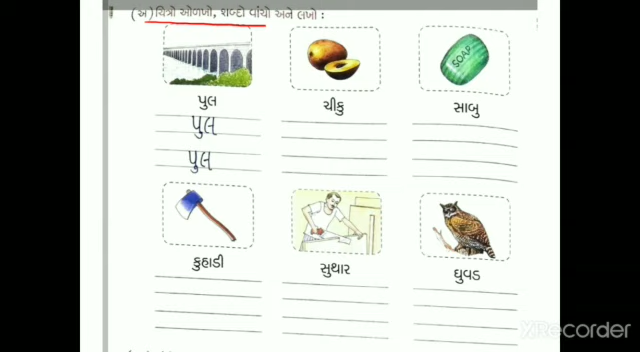 (અ) ચિત્રો ઓળખો, શબ્દો વાંચો અને લખો :
SOAP
પુલ
ચીકુ
સાબુ
પુલ
પુલ
કુહાડી
સુથાર
ઘુવડ
XRecorder